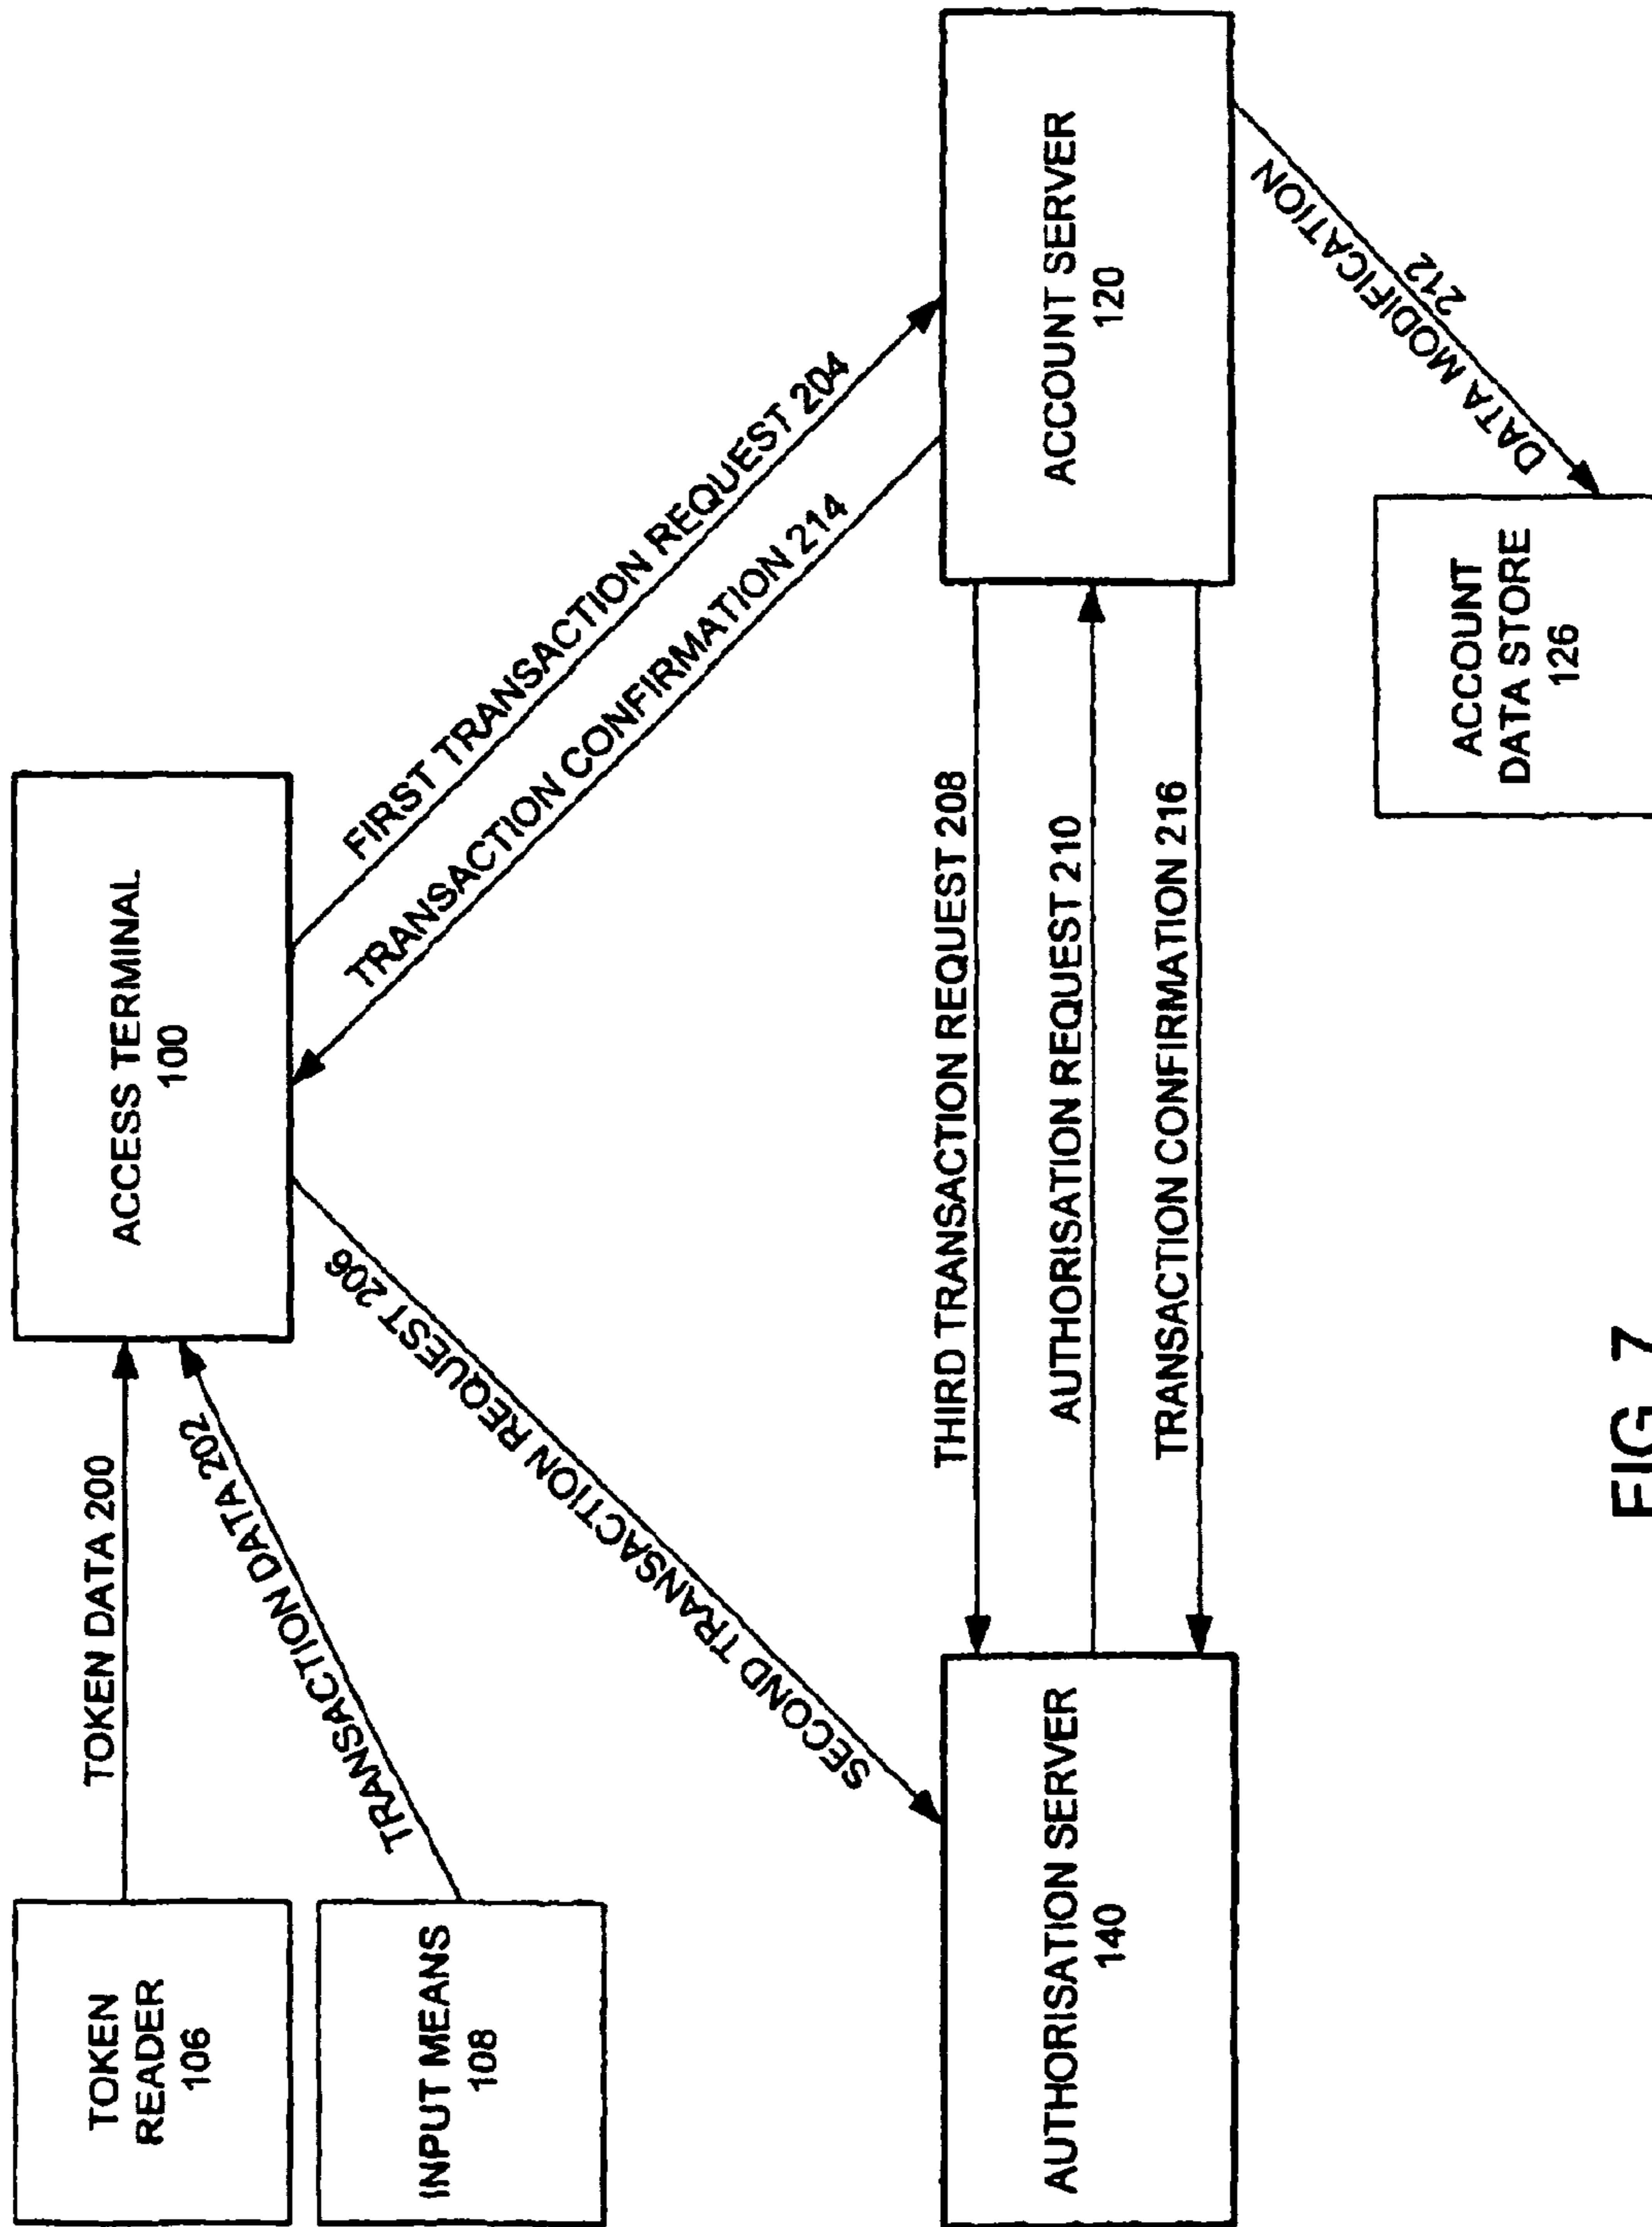 TOKEN
READER
106
TOKEN DATA 200
ACCESS TERMINAL
100
INPUT MEANS
108
TRANSACTION DATA 202
SECOND TRANSACTION REQUEST 206
FIRST TRANSACTION REQUEST 204
TRANSACTION CONFIRMATION 214
AUTHORISATION SERVER
140
THIRD TRANSACTION REQUEST 208
AUTHORISATION REQUEST 210
TRANSACTION CONFIRMATION 216
ACCOUNT SERVER
120
DATA MODIFICATION
212
ACCOUNT
DATA STORE
126
FIG 7